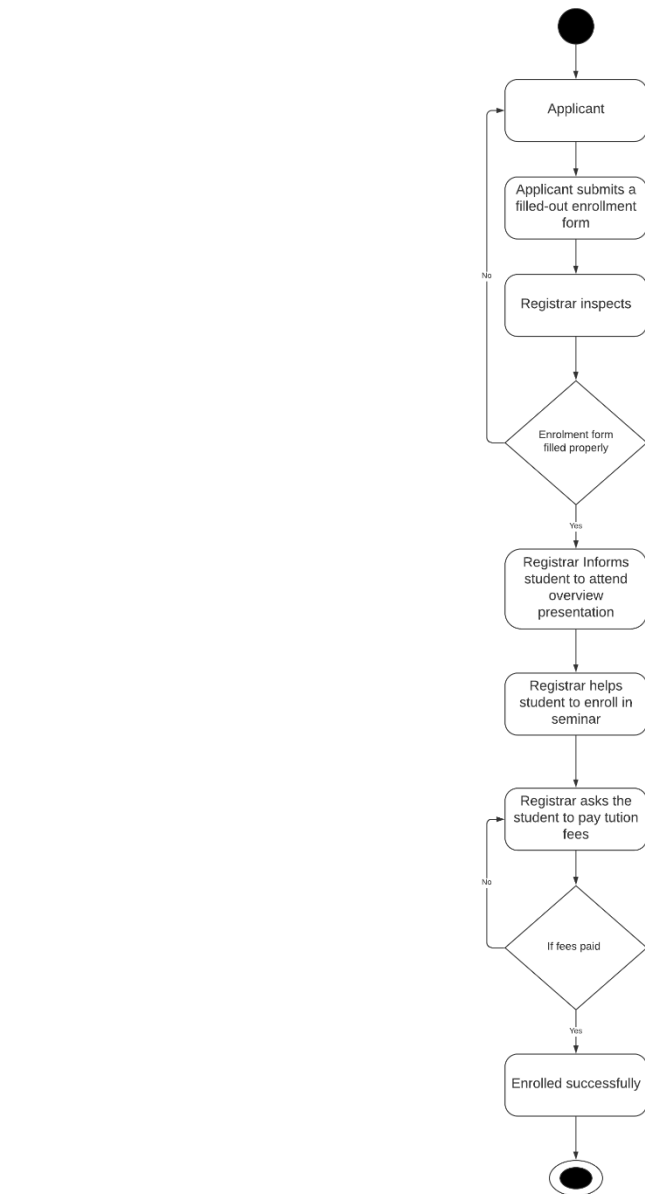 Applicant
Applicant submits a
filled-out enrollment
form
No
Registrar inspects
Enrolment form
filled properly
Yes
Registrar Informs
student to attend
overview
presentation
Registrar helps
student to enroll in
seminar
Registrar asks the
student to pay tution
fees
No
If fees paid
Yes
Enrolled successfully